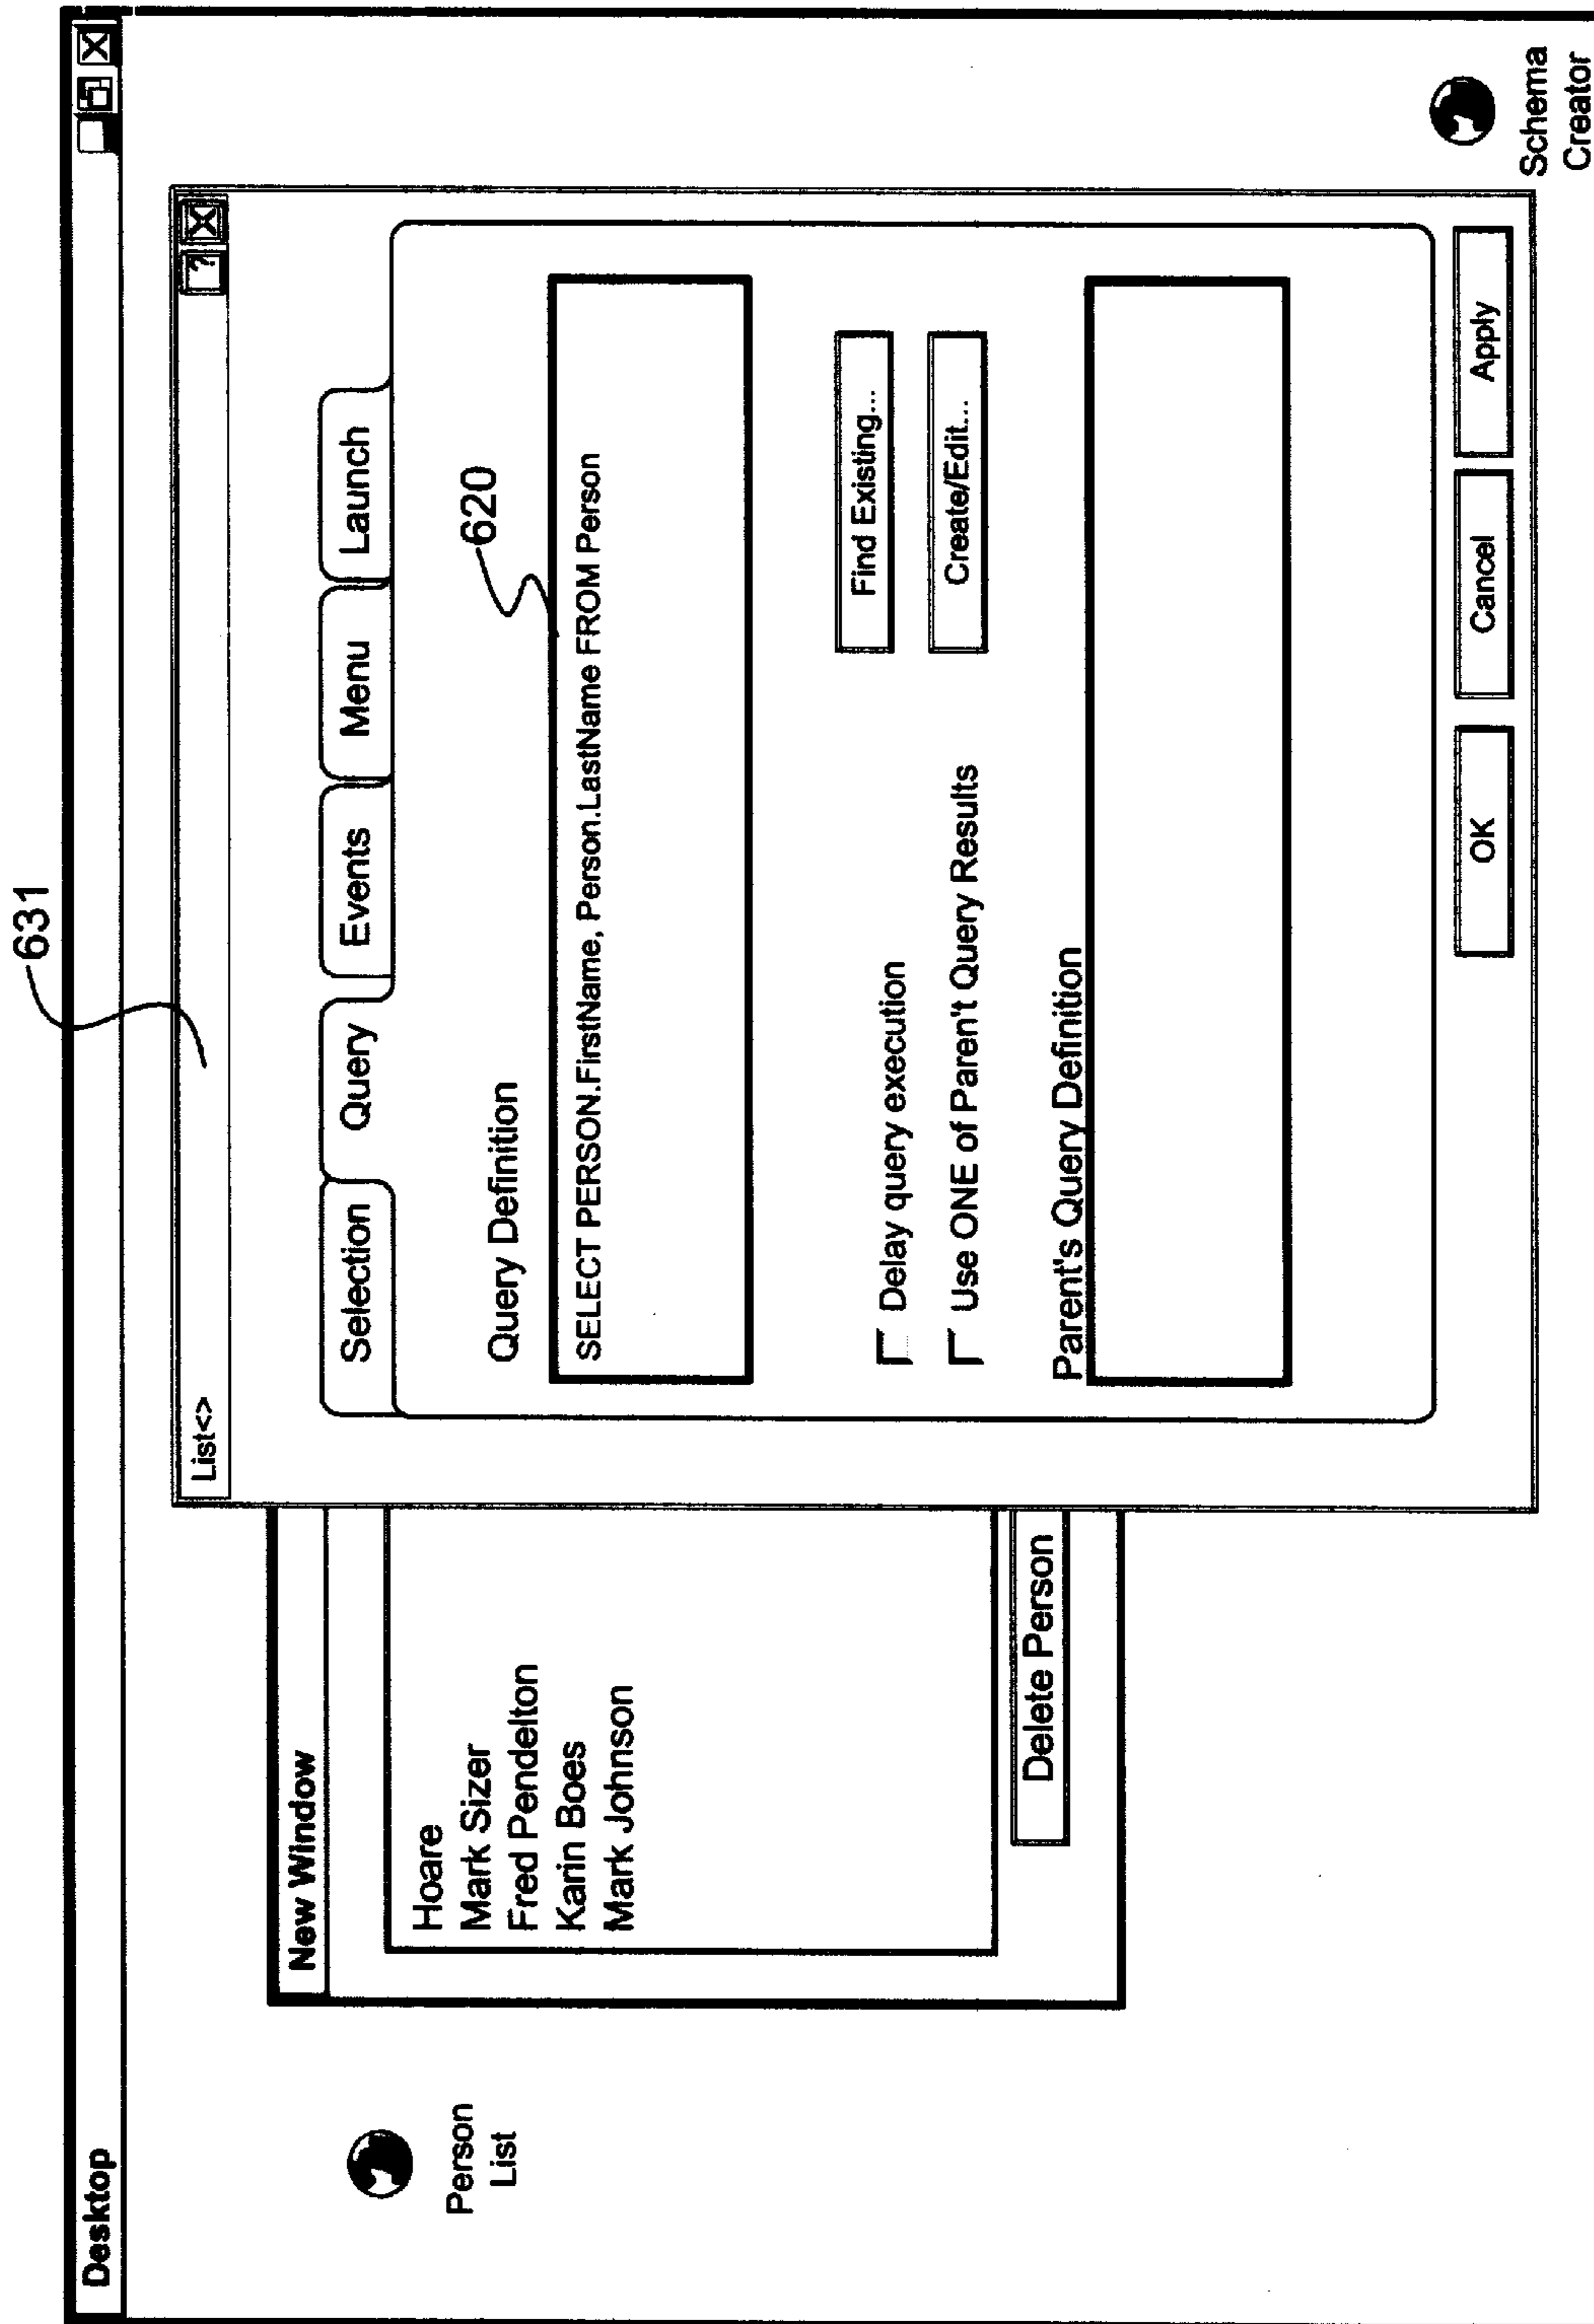 631
Desktop
List<>
? X
New Window
Selection
Query
Events
Menu
Launch
Person
List
Hoare
Mark Sizer
Fred Pendelton
Karin Boes
Mark Johnson
Delete Person
Query Definition
620
SELECT PERSON.FirstName, Person.LastName FROM Person
Find Existing...
Delay query execution
Create/Edit...
Use ONE of Paren't Query Results
Parent's Query Definition
OK
Cancel
Apply
Schema
Creator